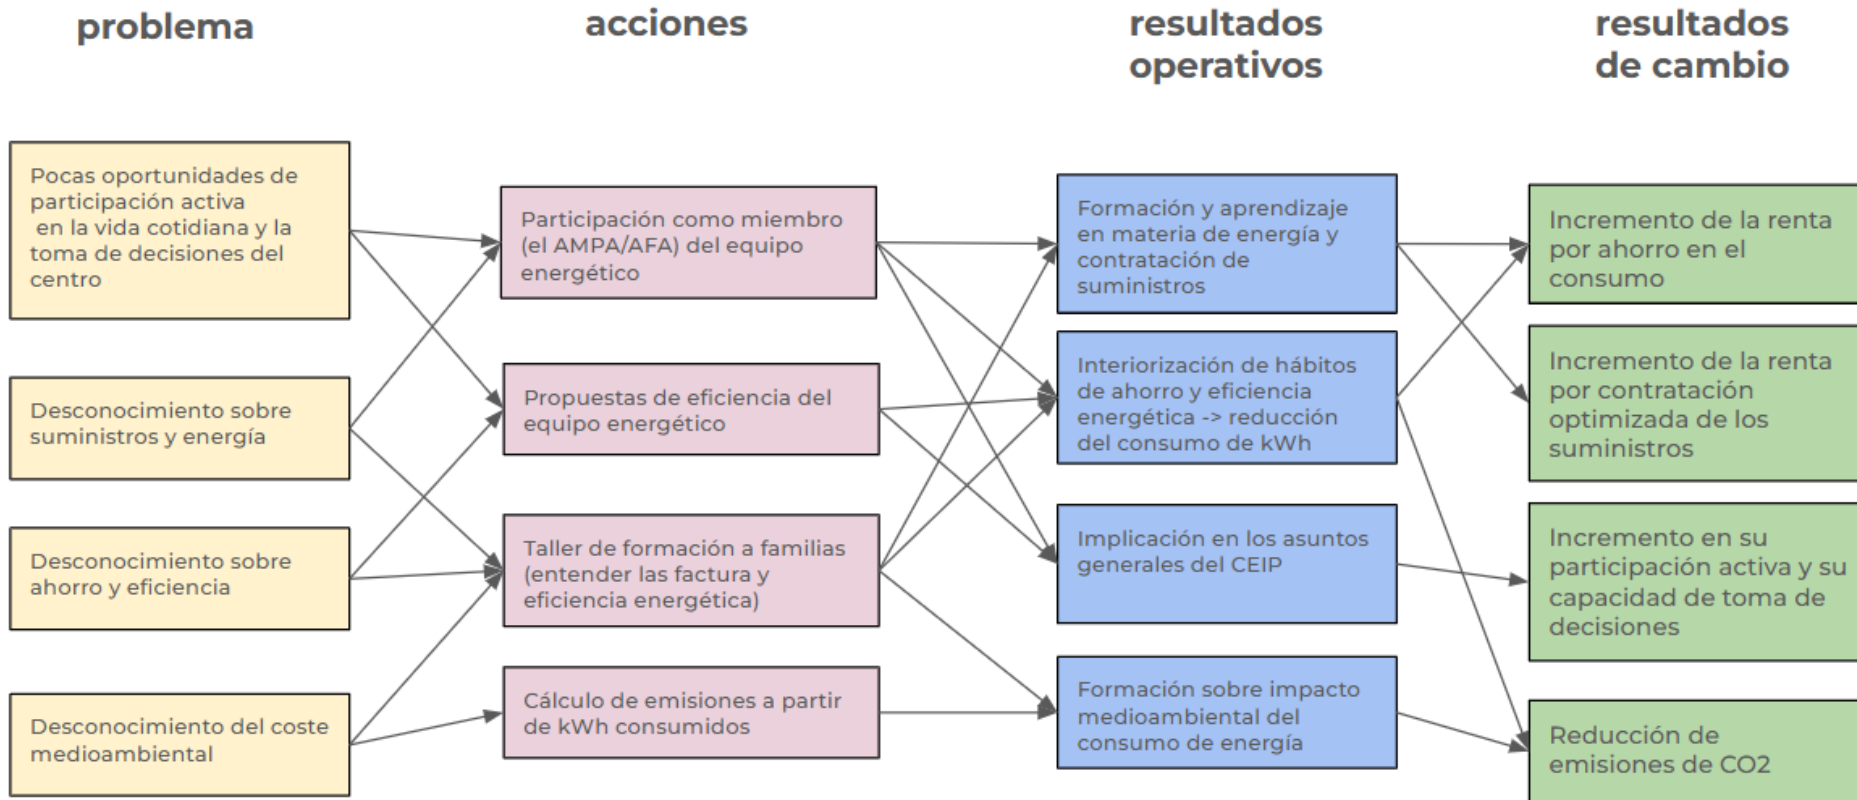 problema
acciones
resultados
operativos
resultados
de cambio
Pocas oportunidades de
participación activa
en la vida cotidiana y la
toma de decisiones del
centro
Desconocimiento sobre
suministros y energía
Desconocimiento sobre
ahorro y eficiencia
Desconocimiento del coste
medioambiental
Participación como miembro
(el AMPA/AFA) del equipo
energético
Propuestas de eficiencia del
equipo energético
Taller de formación a familias
(entender las factura y
eficiencia energética)
Cálculo de emisiones a partir
de kWh consumidos
Formación y aprendizaje
en materia de energía y
contratación de
suministros
Interiorización de hábitos
de ahorro y eficiencia
energética -> reducción
del consumo de kWh
Implicación en los asuntos
generales del CEIP
Formación sobre impacto
medioambiental del
consumo de energía
Incremento de la renta
por ahorro en el
consumo
Incremento de la renta
por contratación
optimizada de los
suministros
Incremento en su
participación activa y su
capacidad de toma de
decisiones
Reducción de
emisiones de CO2